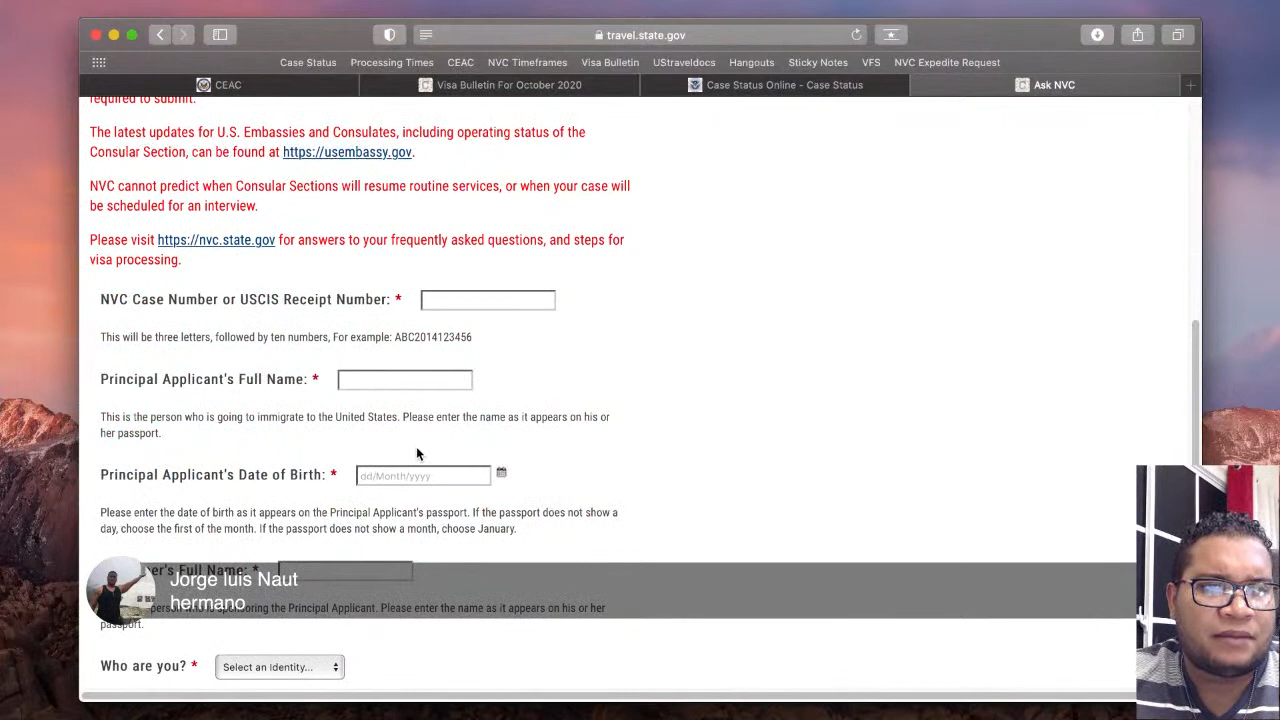 travel.state.gov
Case Status Processing Times CEAC NVC Timeframes Visa Bulletin UStraveldocs Hangouts Sticky Notes VFS NVC Expedite Request
CEAC Visa Bulletin For October 2020 Case Status Online - Case Status Ask NVC
required to submit.
The latest updates for U.S. Embassies and Consulates, including operating status of the
Consular Section, can be found at https://usembassy.gov.
NVC cannot predict when Consular Sections will resume routine services, or when your case will
be scheduled for an interview.
Please visit https://nvc.state.gov for answers to your frequently asked questions, and steps for
visa processing.
NVC Case Number or USCIS Receipt Number: *
This will be three letters, followed by ten numbers, For example: ABC2014123456
Principal Applicant's Full Name: *
This is the person who is going to immigrate to the United States. Please enter the name as it appears on his or
her passport.
Principal Applicant's Date of Birth: * dd/Month/yyyy
Please enter the date of birth as it appears on the Principal Applicant's passport. If the passport does not show a
day, choose the first of the month. If the passport does not show a month, choose January.
Full Name: *
Jorge luis Naut
hermano
person who is sponsoring the Principal Applicant. Please enter the name as it appears on his or her
passport.
Who are you? * Select an Identity...